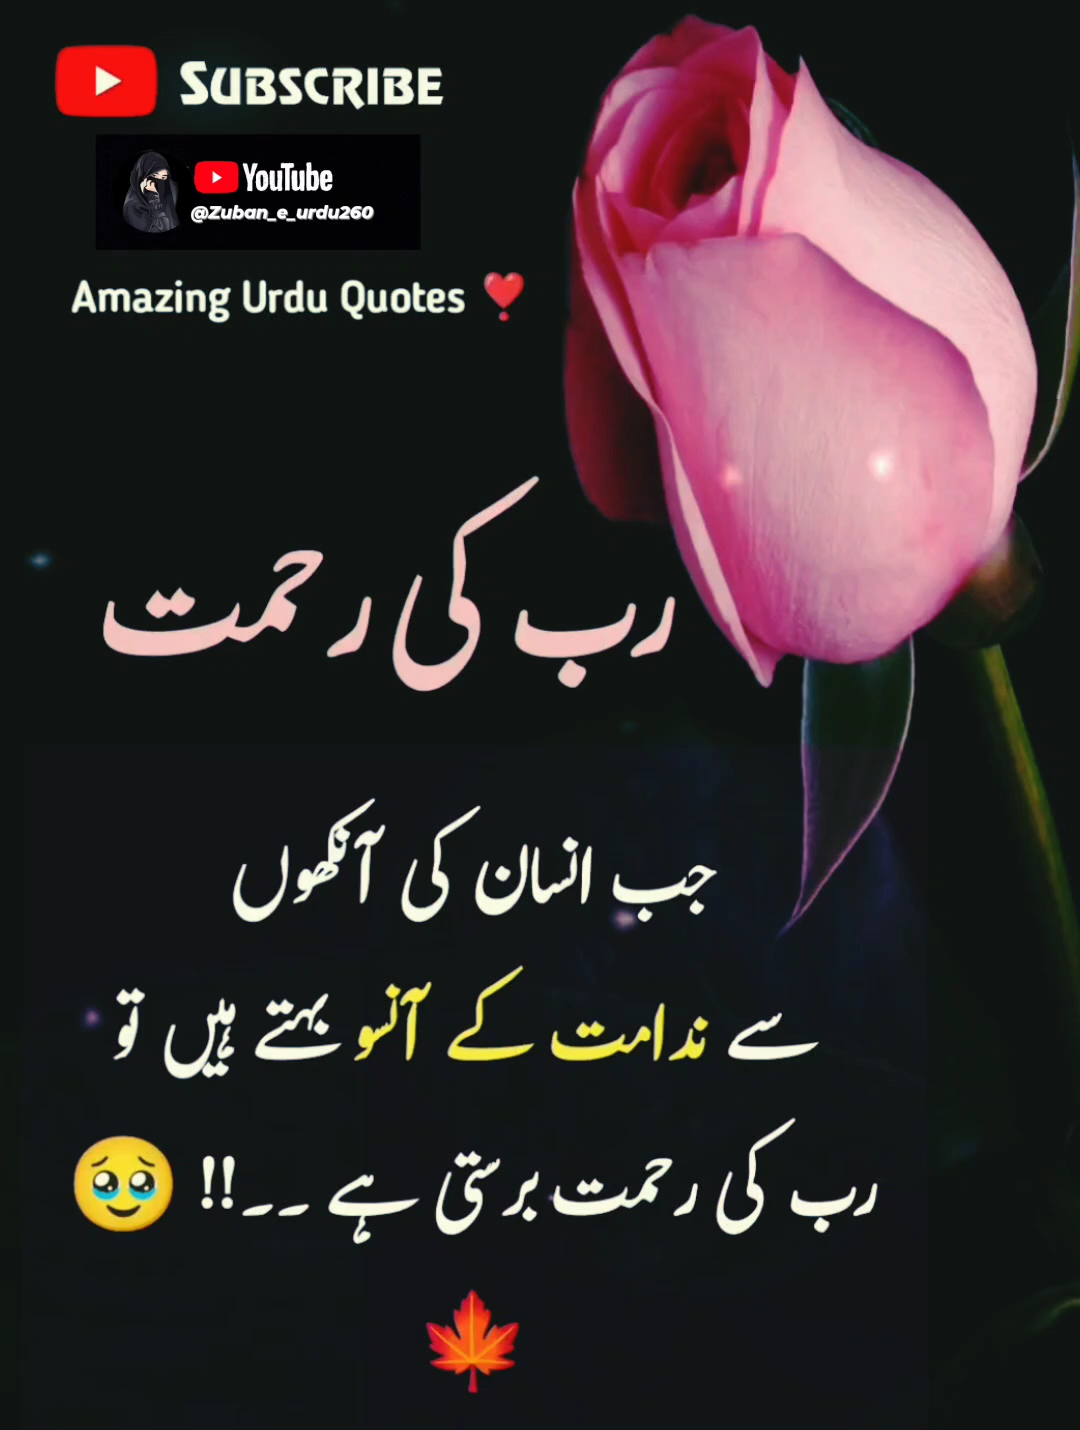 SUBSCRIBE
YouTube
@Zuban_e_urdu260
Amazing Urdu Quotes ❣️
رب کی رحمت
جب انسان کی آنکھوں
سے ندامت کے آنسو بہتے ہیں تو
رب کی رحمت برستی ہے ۔۔!! 🥹
🍁